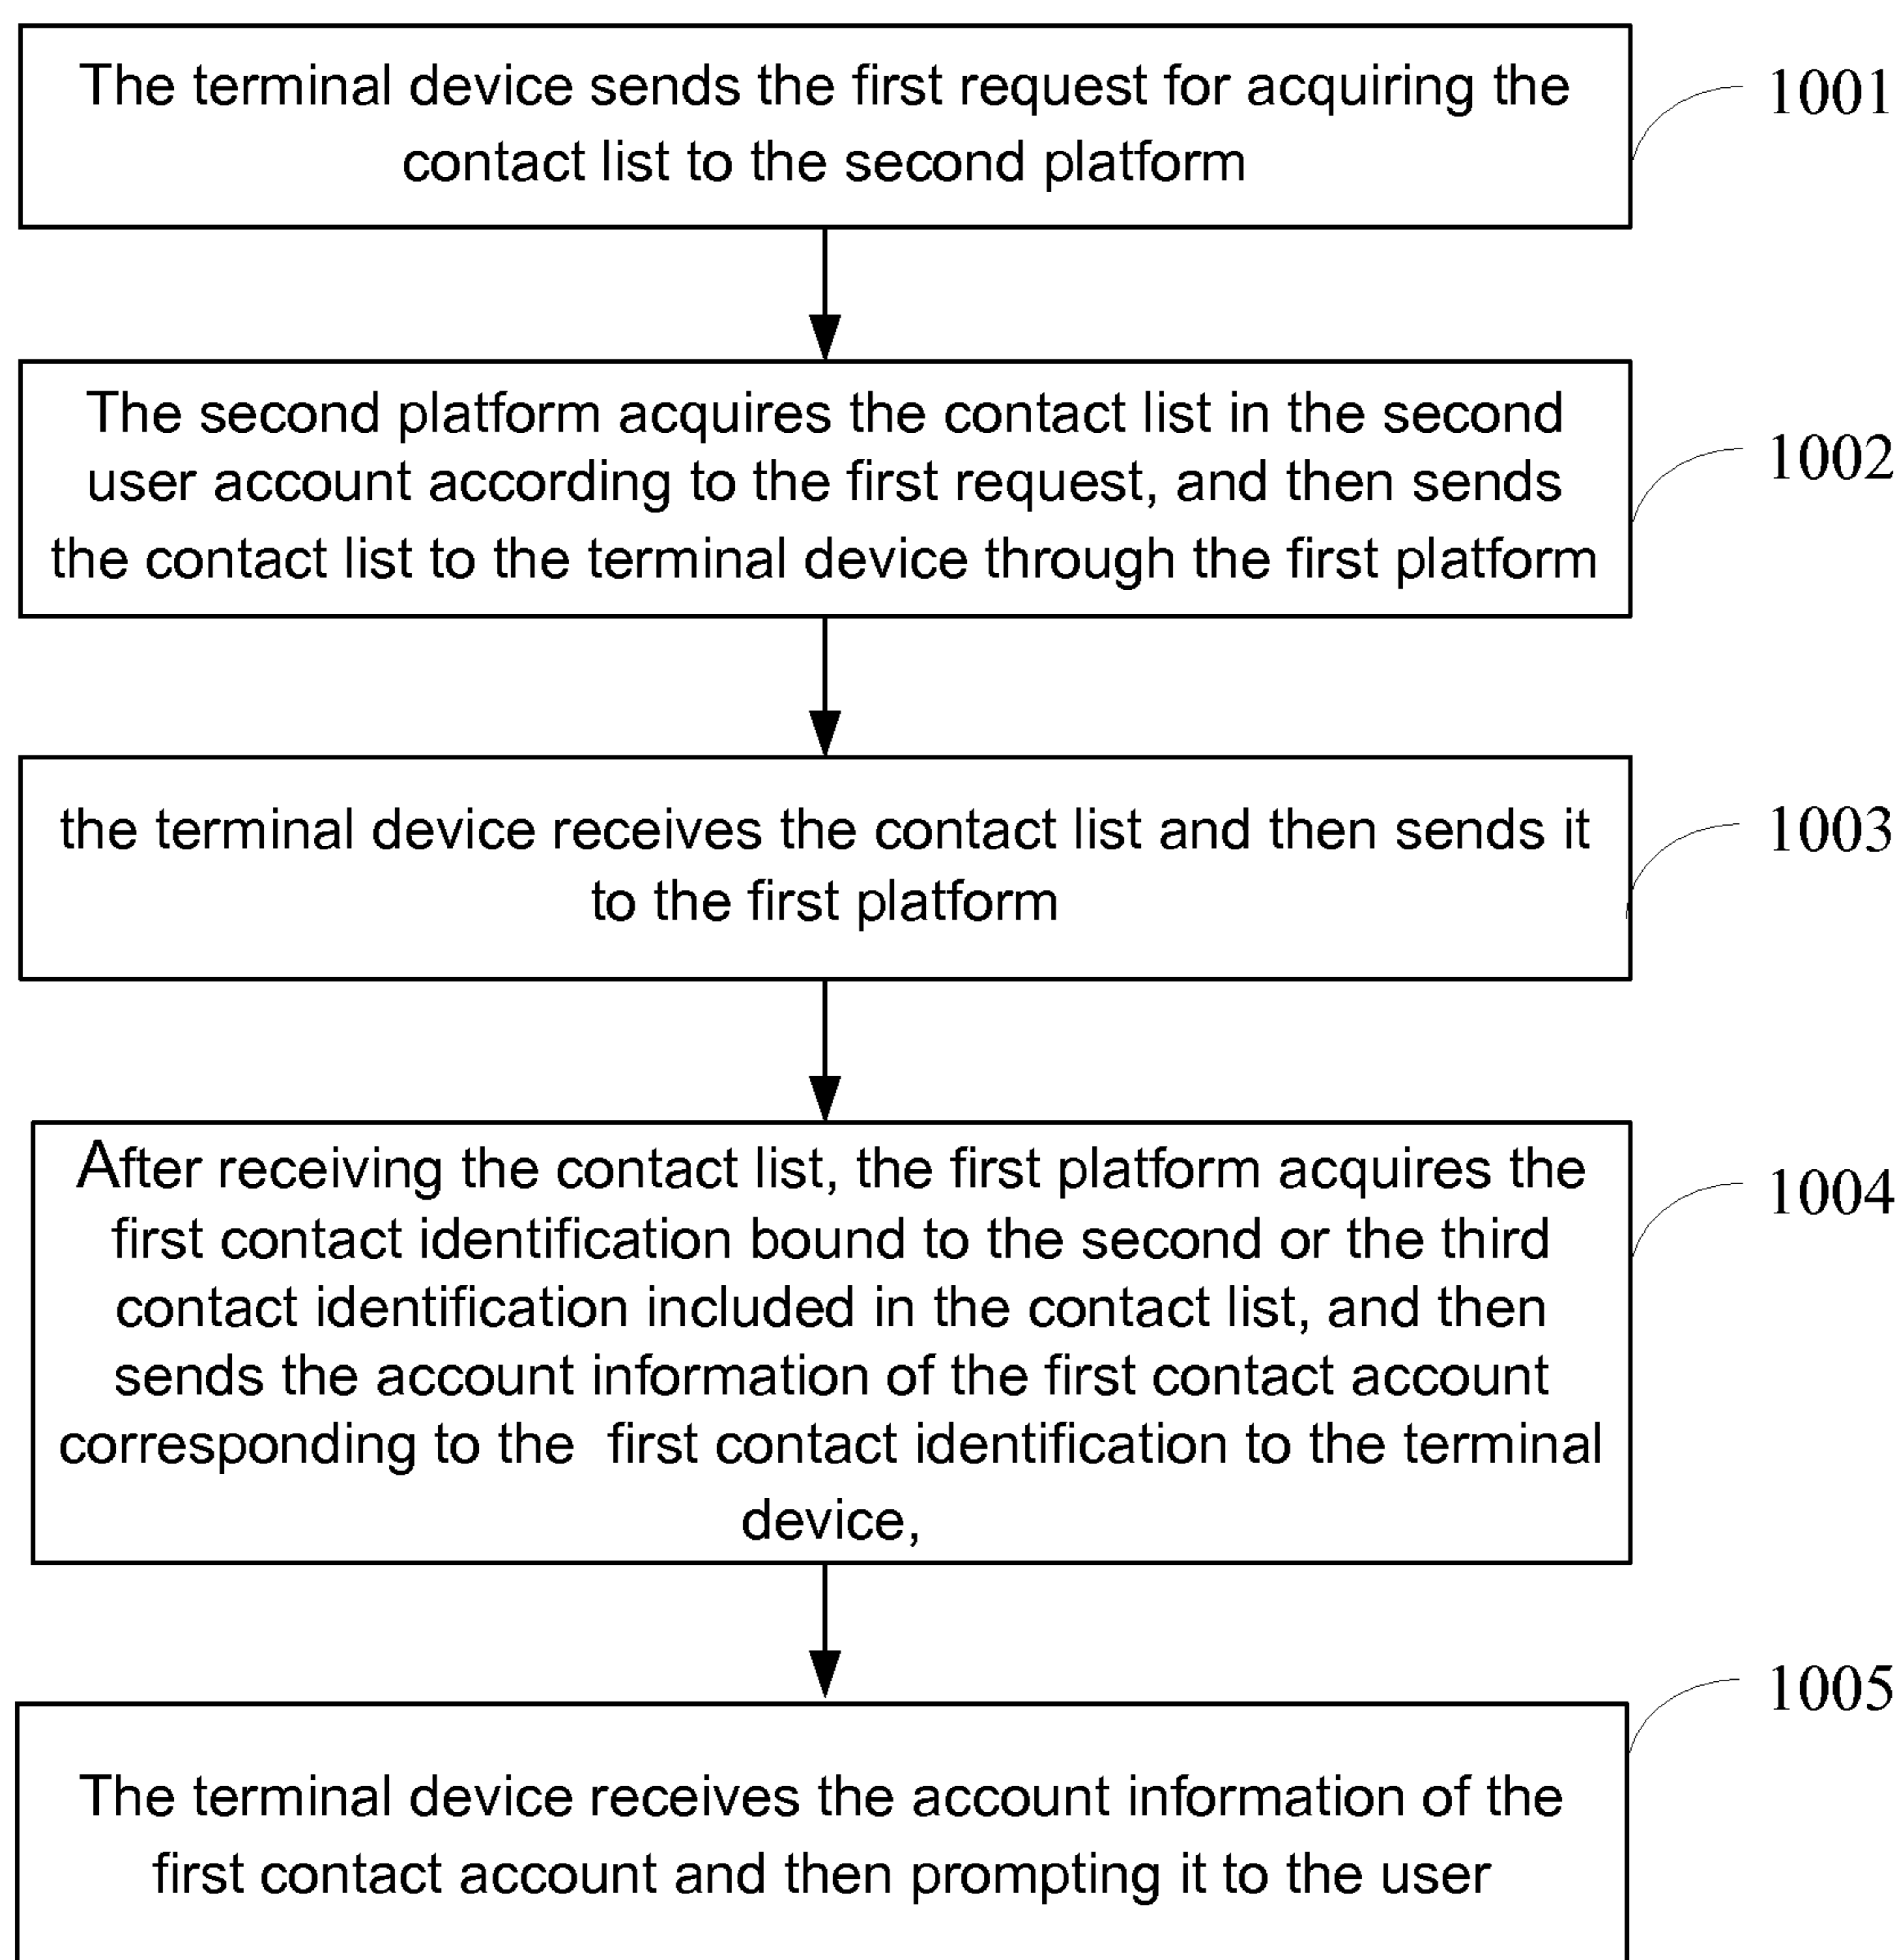 The terminal device sends the first request for acquiring the
contact list to the second platform
1001
The second platform acquires the contact list in the second
user account according to the first request, and then sends
the contact list to the terminal device through the first platform
1002
the terminal device receives the contact list and then sends it
to the first platform
1003
After receiving the contact list, the first platform acquires the
first contact identification bound to the second or the third
contact identification included in the contact list, and then
sends the account information of the first contact account
corresponding to the first contact identification to the terminal
device,
1004
The terminal device receives the account information of the
first contact account and then prompting it to the user
1005